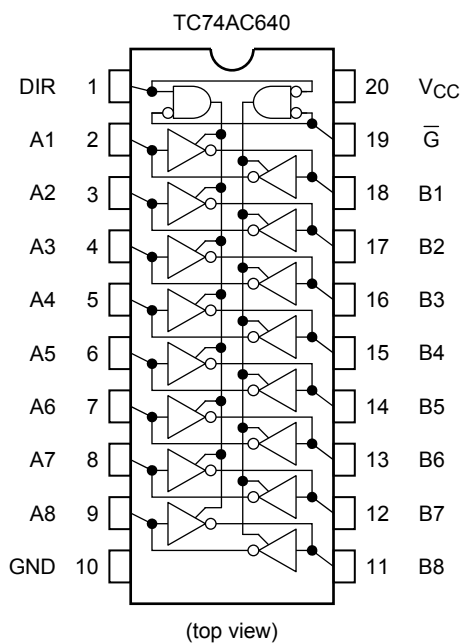 TC74AC640
DIR 1 20 VCC
A1 2 19 G̅
A2 3 18 B1
A3 4 17 B2
A4 5 16 B3
A5 6 15 B4
A6 7 14 B5
A7 8 13 B6
A8 9 12 B7
GND 10 11 B8
(top view)